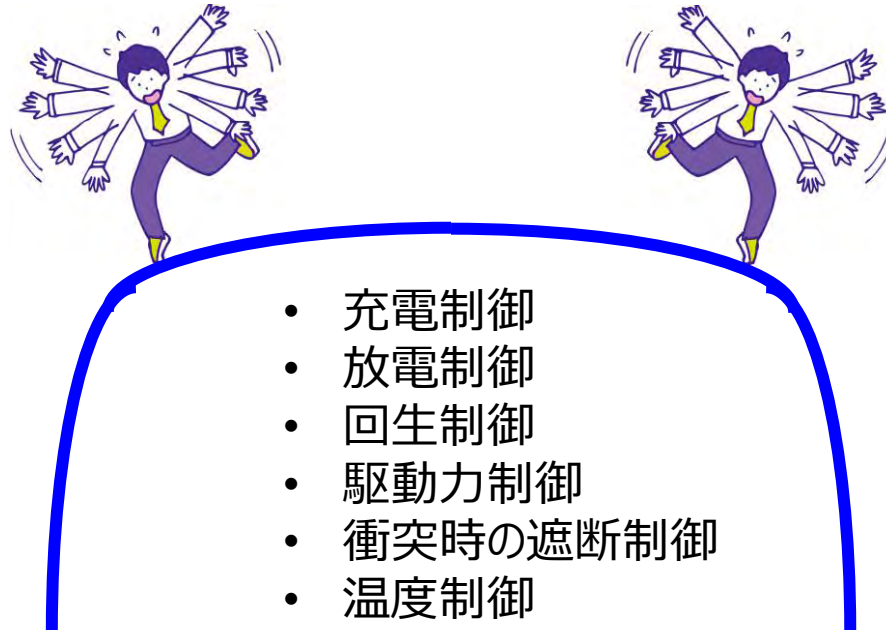 • 充電制御
• 放電制御
• 回生制御
• 駆動力制御
• 衝突時の遮断制御
• 温度制御